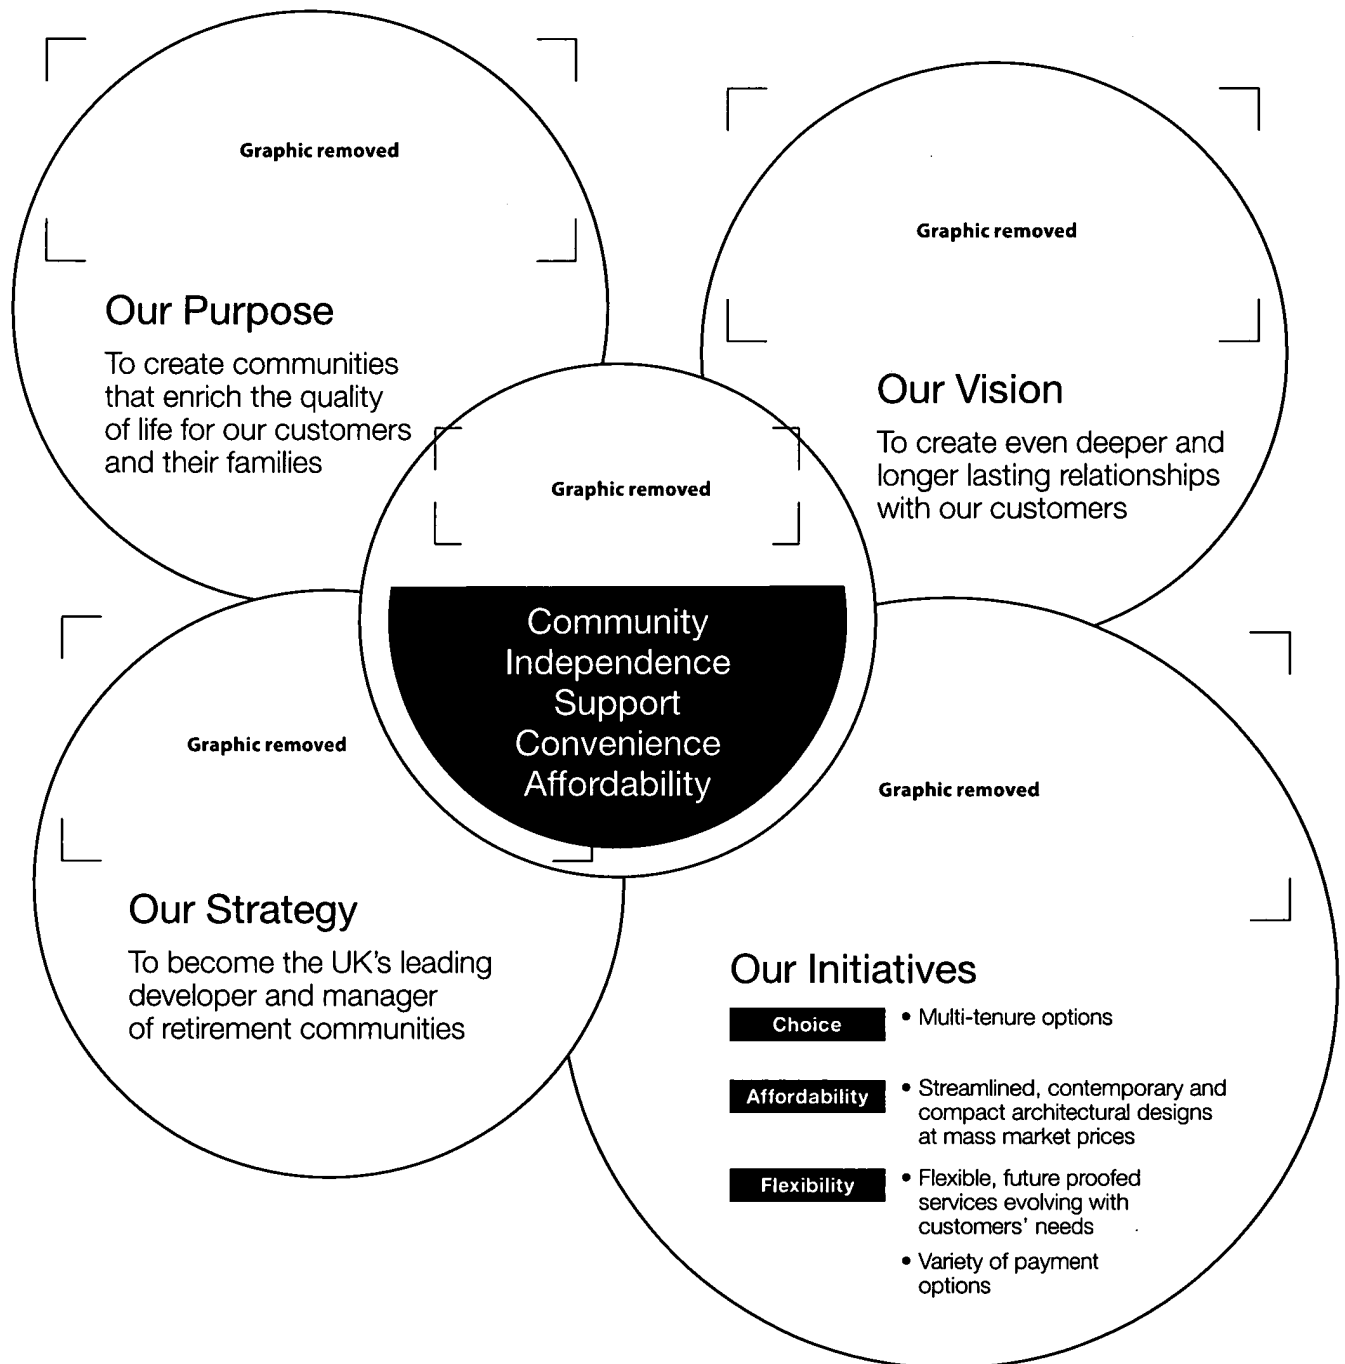 Graphic removed
Our Purpose
To create communities
that enrich the quality
of life for our customers
and their families
Graphic removed
Our Vision
To create even deeper and
longer lasting relationships
with our customers
Graphic removed
Community
Independence
Support
Convenience
Affordability
Graphic removed
Our Strategy
To become the UK's leading
developer and manager
of retirement communities
Graphic removed
Our Initiatives
Choice
• Multi-tenure options
Affordability
• Streamlined, contemporary and
compact architectural designs
at mass market prices
Flexibility
• Flexible, future proofed
services evolving with
customers' needs
• Variety of payment
options